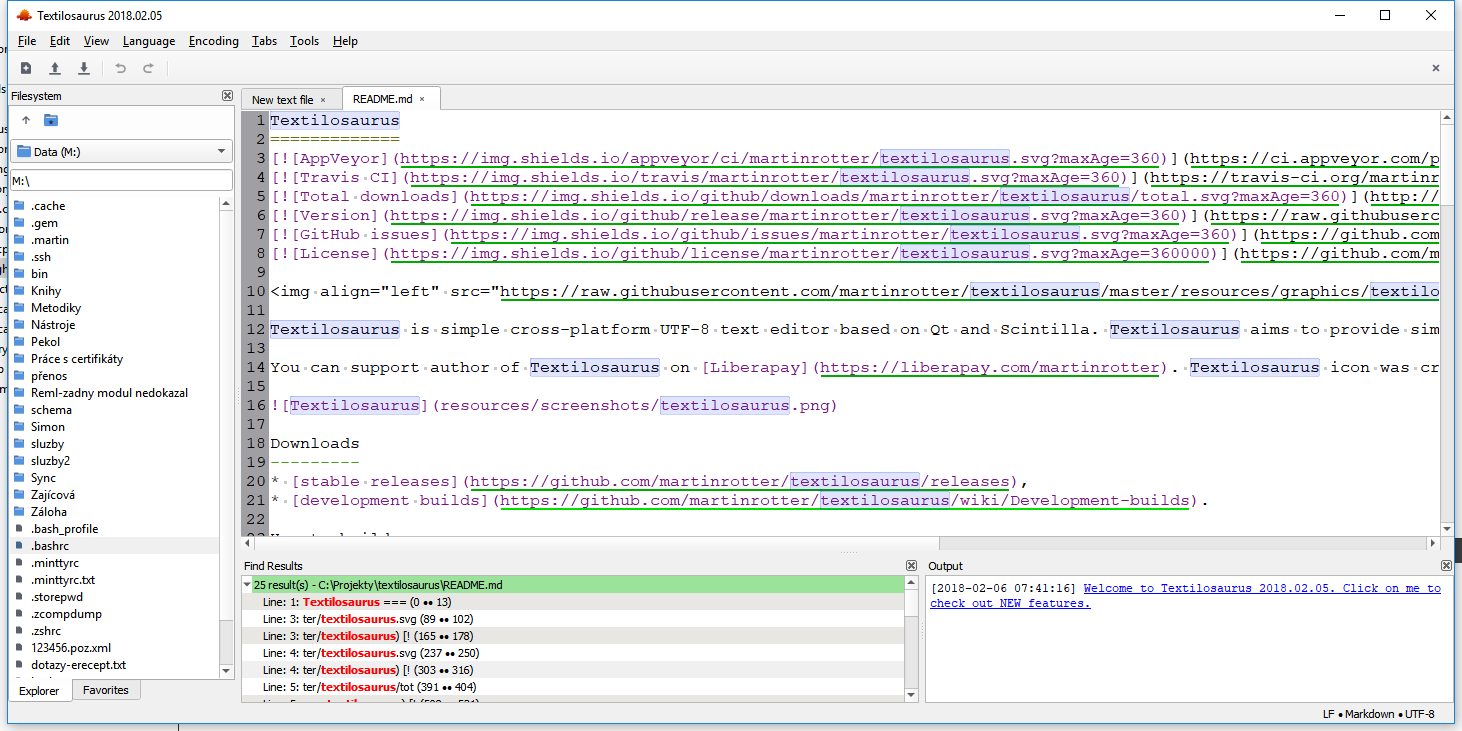 Textilosaurus 2018.02.05
File Edit View Language Encoding Tabs Tools Help
Filesystem
Data (M:)
M:\
.cache
.gem
.martin
.ssh
bin
Knihy
Metodiky
Nástroje
Pekol
Práce s certifikáty
přenos
Reml-zadny modul nedokazal
schema
Simon
sluzby
sluzby2
Sync
Zajícová
Záloha
.bash_profile
.bashrc
.minttyrc
.minttyrc.txt
.storepwd
.zcompdump
.zshrc
123456.poz.xml
dotazy-erecept.txt
Explorer Favorites
New text file × README.md ×
1 Textilosaurus
2 =============
3 [![AppVeyor](https://img.shields.io/appveyor/ci/martinrotter/textilosaurus.svg?maxAge=360)](https://ci.appveyor.com/p
4 [![Travis CI](https://img.shields.io/travis/martinrotter/textilosaurus.svg?maxAge=360)](https://travis-ci.org/martinr
5 [![Total downloads](https://img.shields.io/github/downloads/martinrotter/textilosaurus/total.svg?maxAge=360)](http://
6 [![Version](https://img.shields.io/github/release/martinrotter/textilosaurus.svg?maxAge=360)](https://raw.githubuserc
7 [![GitHub issues](https://img.shields.io/github/issues/martinrotter/textilosaurus.svg?maxAge=360)](https://github.com
8 [![License](https://img.shields.io/github/license/martinrotter/textilosaurus.svg?maxAge=360000)](https://github.com/m
9
10 <img align="left" src="https://raw.githubusercontent.com/martinrotter/textilosaurus/master/resources/graphics/textilo
11
12 Textilosaurus is simple cross-platform UTF-8 text editor based on Qt and Scintilla. Textilosaurus aims to provide sim
13
14 You can support author of Textilosaurus on [Liberapay](https://liberapay.com/martinrotter). Textilosaurus icon was cr
15
16 ![Textilosaurus](resources/screenshots/textilosaurus.png)
17
18 Downloads
19 ---------
20 * [stable releases](https://github.com/martinrotter/textilosaurus/releases),
21 * [development builds](https://github.com/martinrotter/textilosaurus/wiki/Development-builds).
22
Find Results
25 result(s) - C:\Projekty\textilosaurus\README.md
Line: 1: Textilosaurus === (0 •• 13)
Line: 3: ter/textilosaurus.svg (89 •• 102)
Line: 3: ter/textilosaurus) [! (165 •• 178)
Line: 4: ter/textilosaurus.svg (237 •• 250)
Line: 4: ter/textilosaurus) [! (303 •• 316)
Line: 5: ter/textilosaurus/tot (391 •• 404)
Output
[2018-02-06 07:41:16] Welcome to Textilosaurus 2018.02.05. Click on me to
check out NEW features.
LF • Markdown • UTF-8